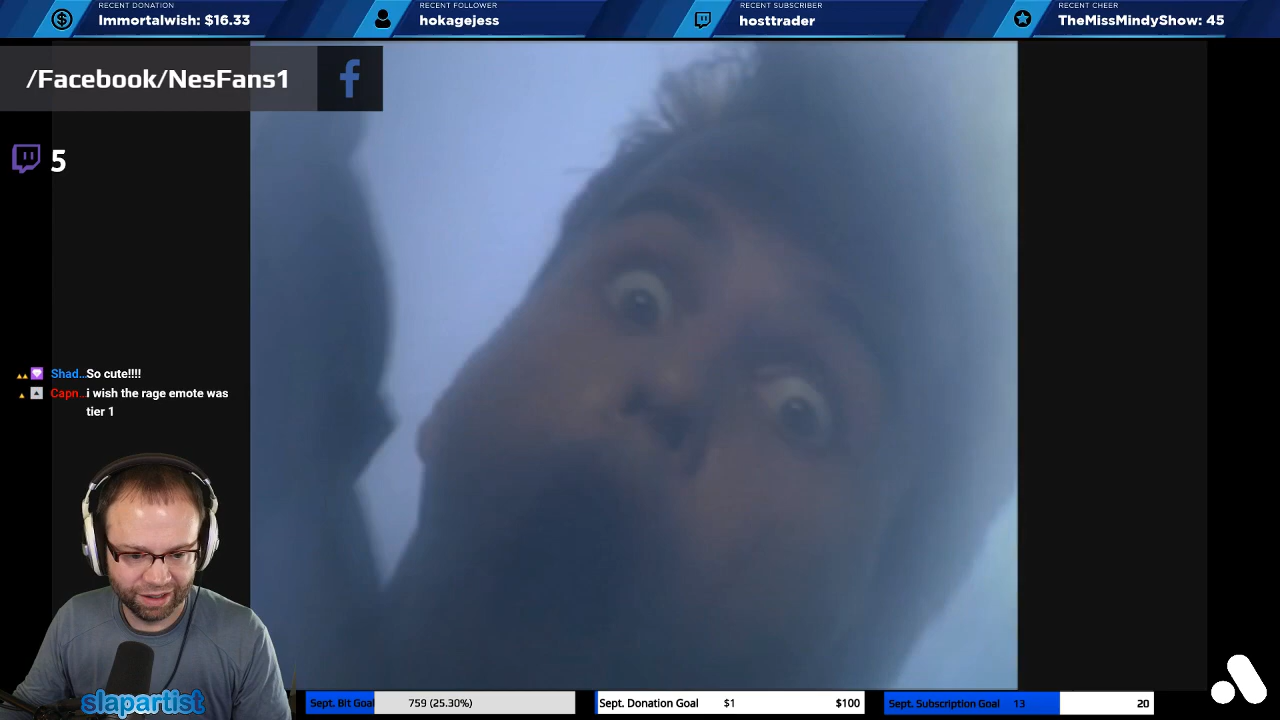 RECENT DONATION
Immortalwish: $16.33
RECENT FOLLOWER
hokagejess
RECENT SUBSCRIBER
hosttrader
RECENT CHEER
TheMissMindyShow: 45
/Facebook/NesFans1
5
Shad...So cute!!!!
Capn...i wish the rage emote was
tier 1
slapartist
Sept. Bit Goal 759 (25.30%)
Sept. Donation Goal $1 $100
Sept. Subscription Goal 13 20